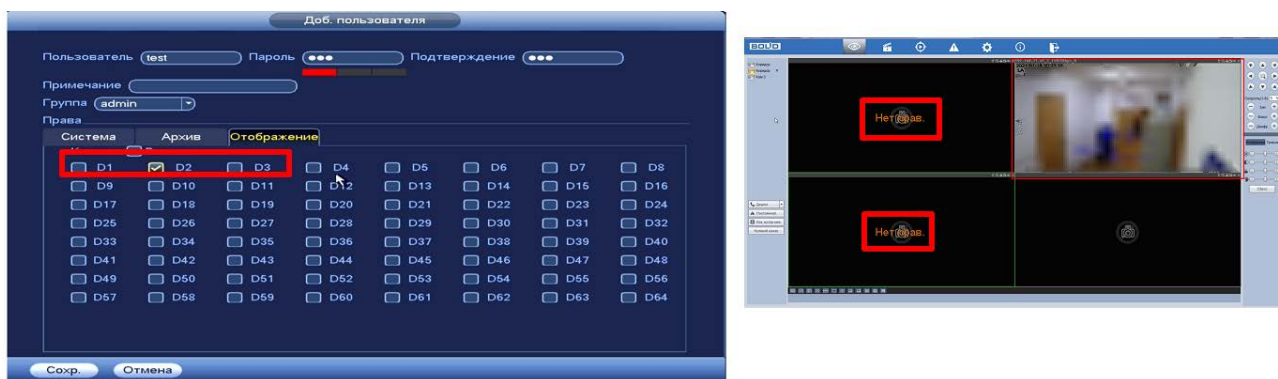 Доб. пользователя
Пользователь test Пароль ●●● Подтверждение ●●●
Примечание
Группа admin
Права
Система Архив Отображение
D1 D2 D3 D4 D5 D6 D7 D8
D9 D10 D11 D12 D13 D14 D15 D16
D17 D18 D19 D20 D21 D22 D23 D24
D25 D26 D27 D28 D29 D30 D31 D32
D33 D34 D35 D36 D37 D38 D39 D40
D41 D42 D43 D44 D45 D46 D47 D48
D49 D50 D51 D52 D53 D54 D55 D56
D57 D58 D59 D60 D61 D62 D63 D64
Сохр. Отмена
BOLID
Нет прав.
Нет прав.